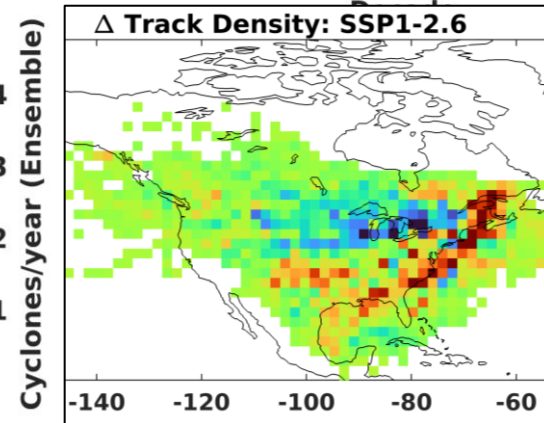 Δ Track Density: SSP1-2.6
Cyclones/year (Ensemble)
-140 -120 -100 -80 -60